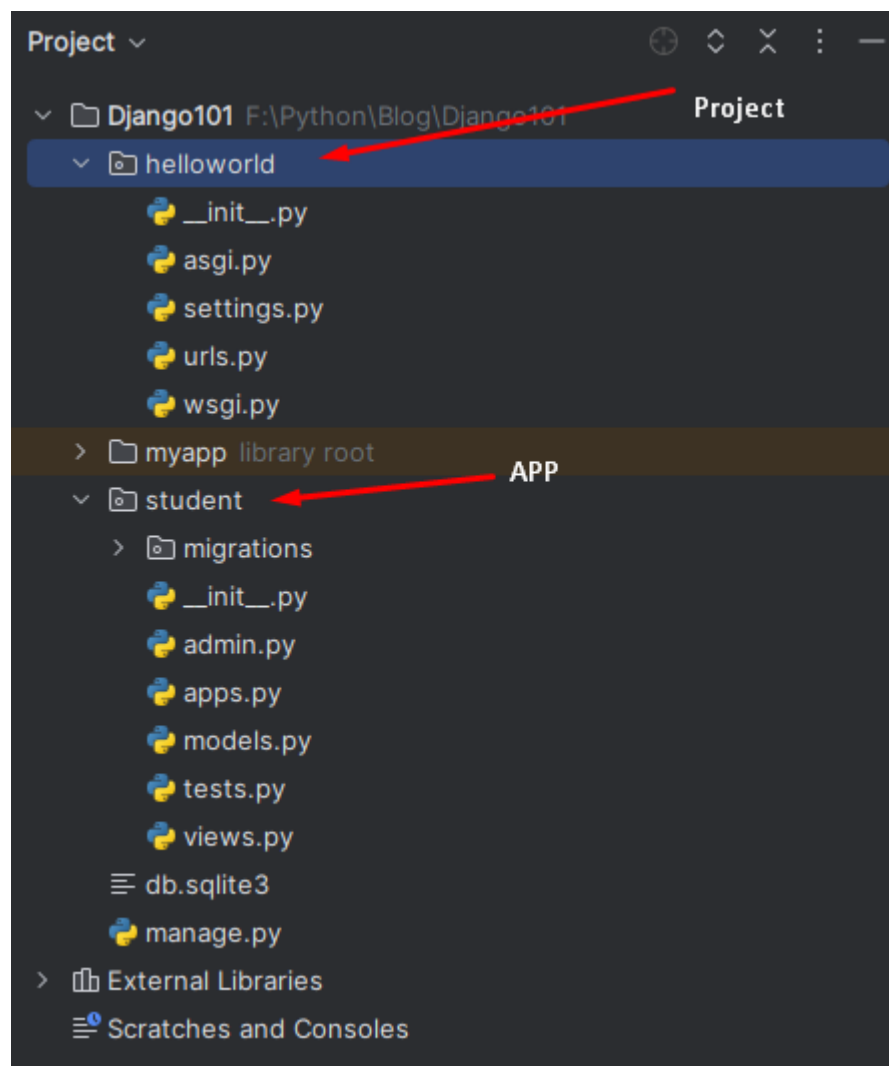 Project
Project
Django101 F:\Python\Blog\Django101
helloworld
__init__.py
asgi.py
settings.py
urls.py
wsgi.py
myapp library root
APP
student
migrations
__init__.py
admin.py
apps.py
models.py
tests.py
views.py
db.sqlite3
manage.py
External Libraries
Scratches and Consoles